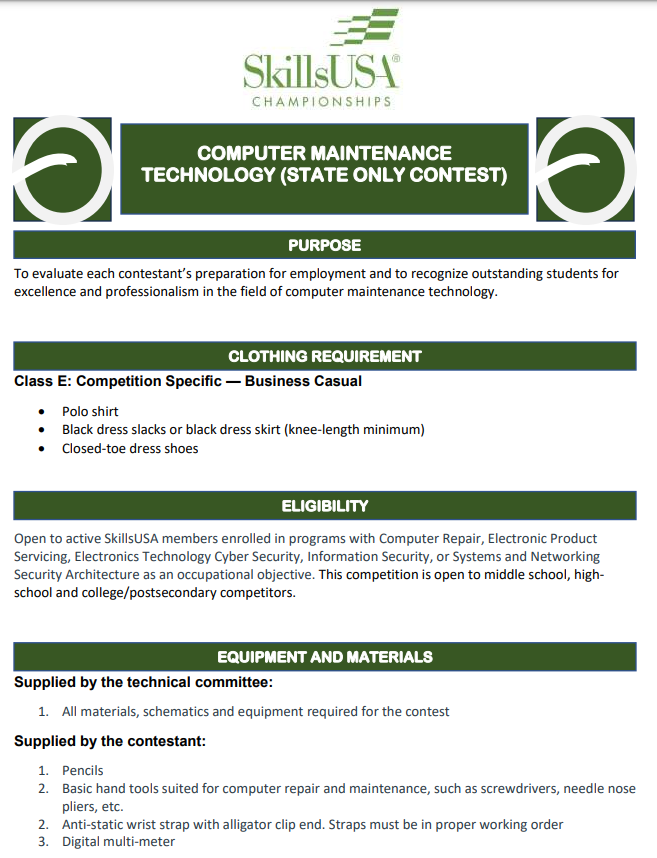 SkillsUSA®
CHAMPIONSHIPS
COMPUTER MAINTENANCE
TECHNOLOGY (STATE ONLY CONTEST)
PURPOSE
To evaluate each contestant’s preparation for employment and to recognize outstanding students for
excellence and professionalism in the field of computer maintenance technology.
CLOTHING REQUIREMENT
Class E: Competition Specific — Business Casual
• Polo shirt
• Black dress slacks or black dress skirt (knee-length minimum)
• Closed-toe dress shoes
ELIGIBILITY
Open to active SkillsUSA members enrolled in programs with Computer Repair, Electronic Product
Servicing, Electronics Technology Cyber Security, Information Security, or Systems and Networking
Security Architecture as an occupational objective. This competition is open to middle school, high-
school and college/postsecondary competitors.
EQUIPMENT AND MATERIALS
Supplied by the technical committee:
1. All materials, schematics and equipment required for the contest
Supplied by the contestant:
1. Pencils
2. Basic hand tools suited for computer repair and maintenance, such as screwdrivers, needle nose
pliers, etc.
2. Anti-static wrist strap with alligator clip end. Straps must be in proper working order
3. Digital multi-meter